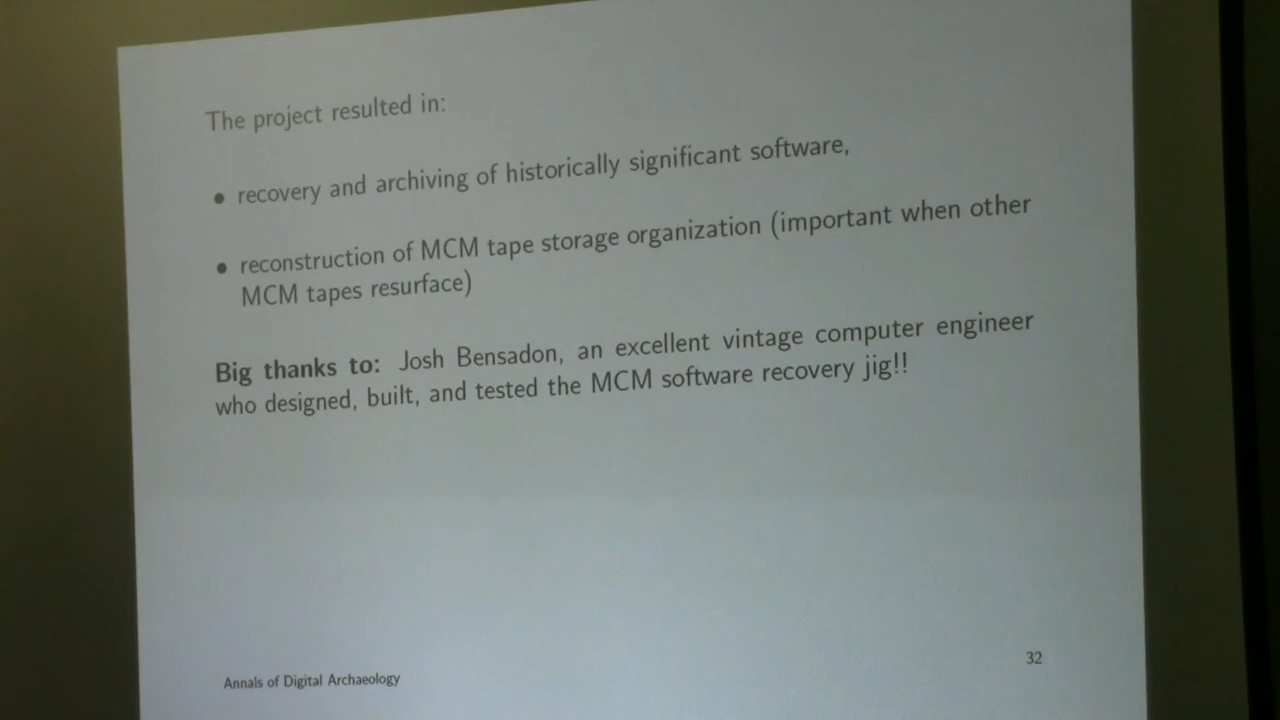 The project resulted in:
• recovery and archiving of historically significant software,
• reconstruction of MCM tape storage organization (important when other
MCM tapes resurface)
Big thanks to: Josh Bensadon, an excellent vintage computer engineer
who designed, built, and tested the MCM software recovery jig!!
Annals of Digital Archaeology
32